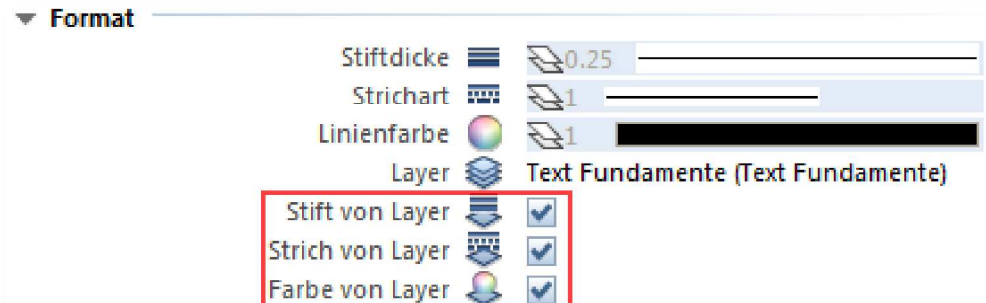 Format
Stiftdicke 0.25
Strichart 1
Linienfarbe 1
Layer Text Fundamente (Text Fundamente)
Stift von Layer
Strich von Layer
Farbe von Layer